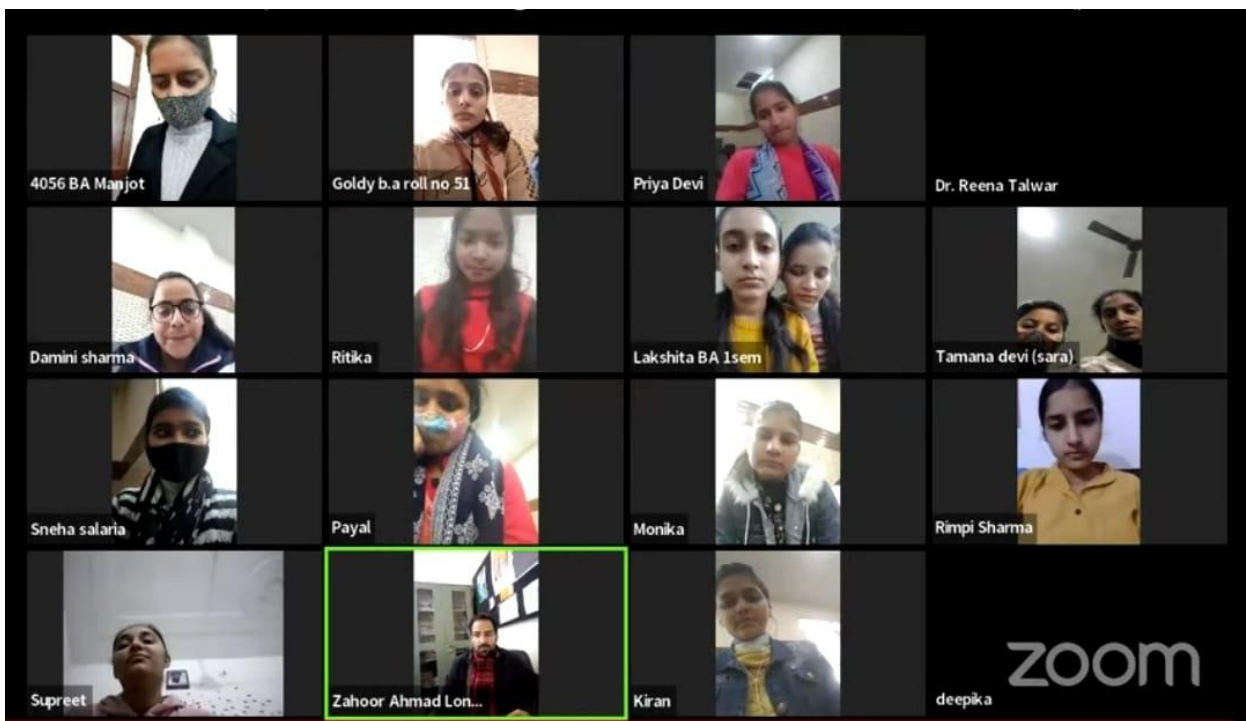 4056 BA Manjot
Goldy b.a roll no 51
Priya Devi
Dr. Reena Talwar
Damini sharma
Ritika
Lakshita BA 1sem
Tamana devi (sara)
Sneha salaria
Payal
Monika
Rimpi Sharma
Supreet
Zahoor Ahmad Lon...
Kiran
deepika
zoom